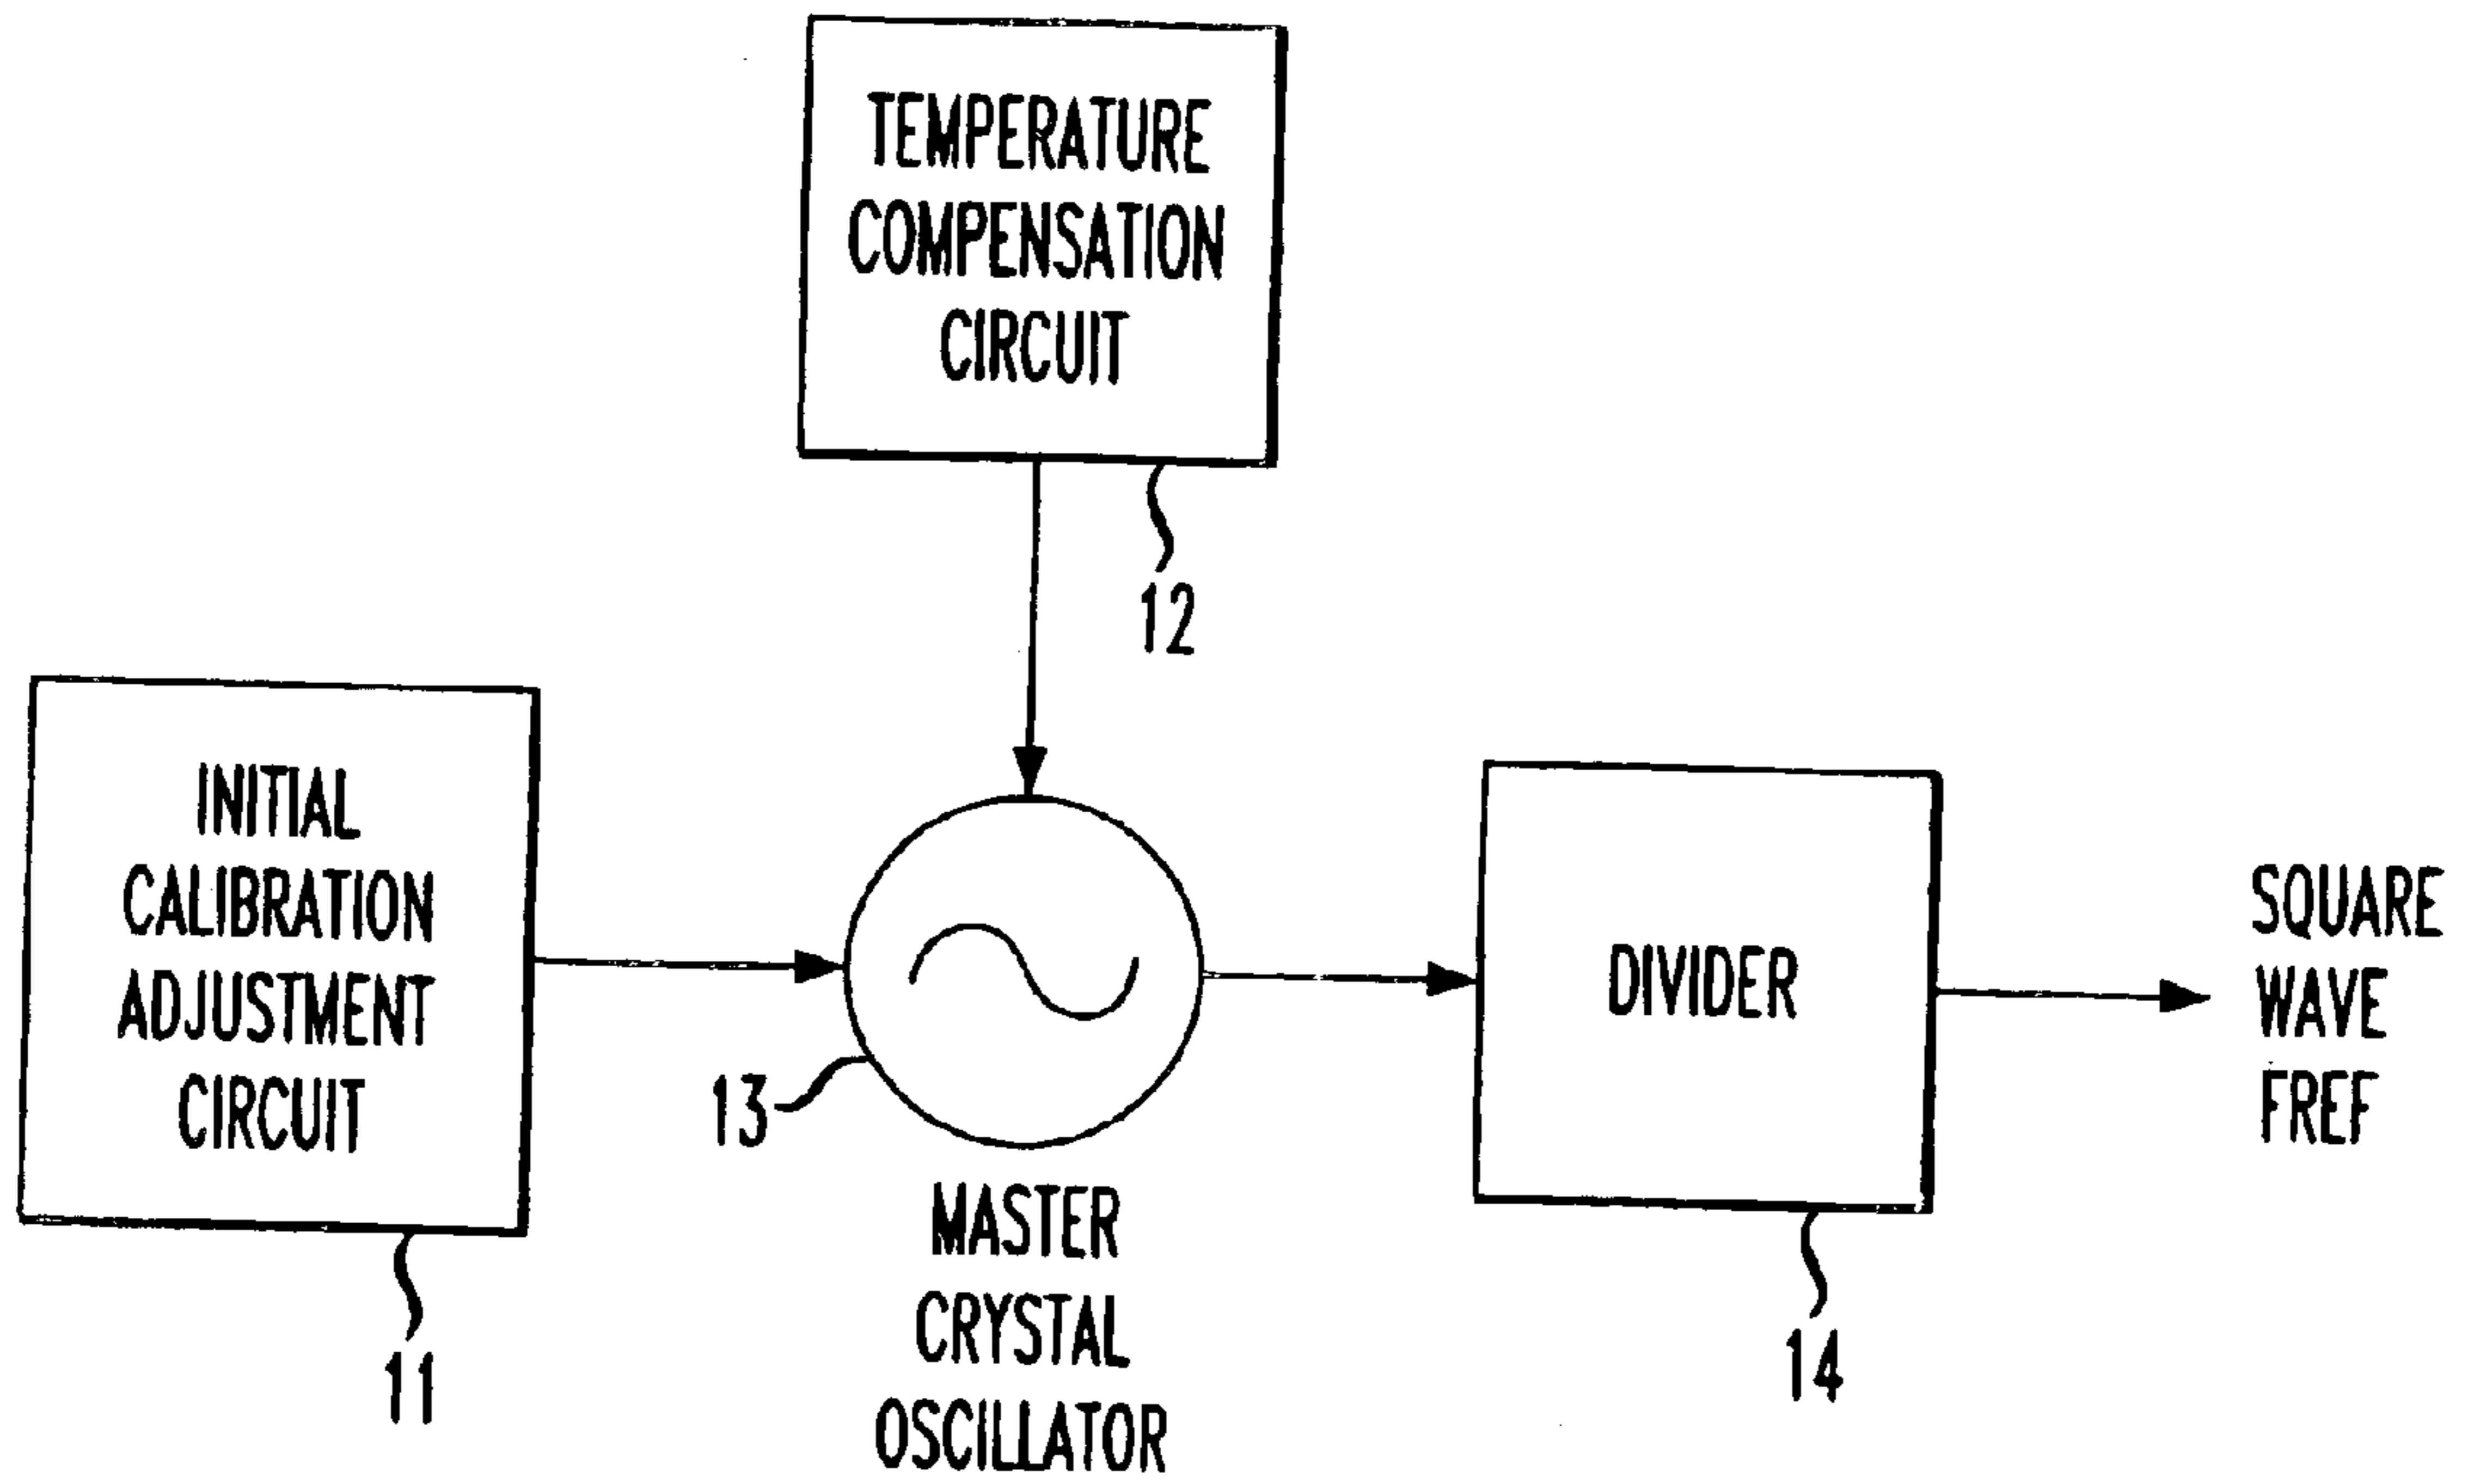 TEMPERATURE
COMPENSATION
CIRCUIT
12
INITIAL
CALIBRATION
ADJUSTMENT
CIRCUIT
11
13
MASTER
CRYSTAL
OSCILLATOR
DIVIDER
14
SQUARE
WAVE
FREF